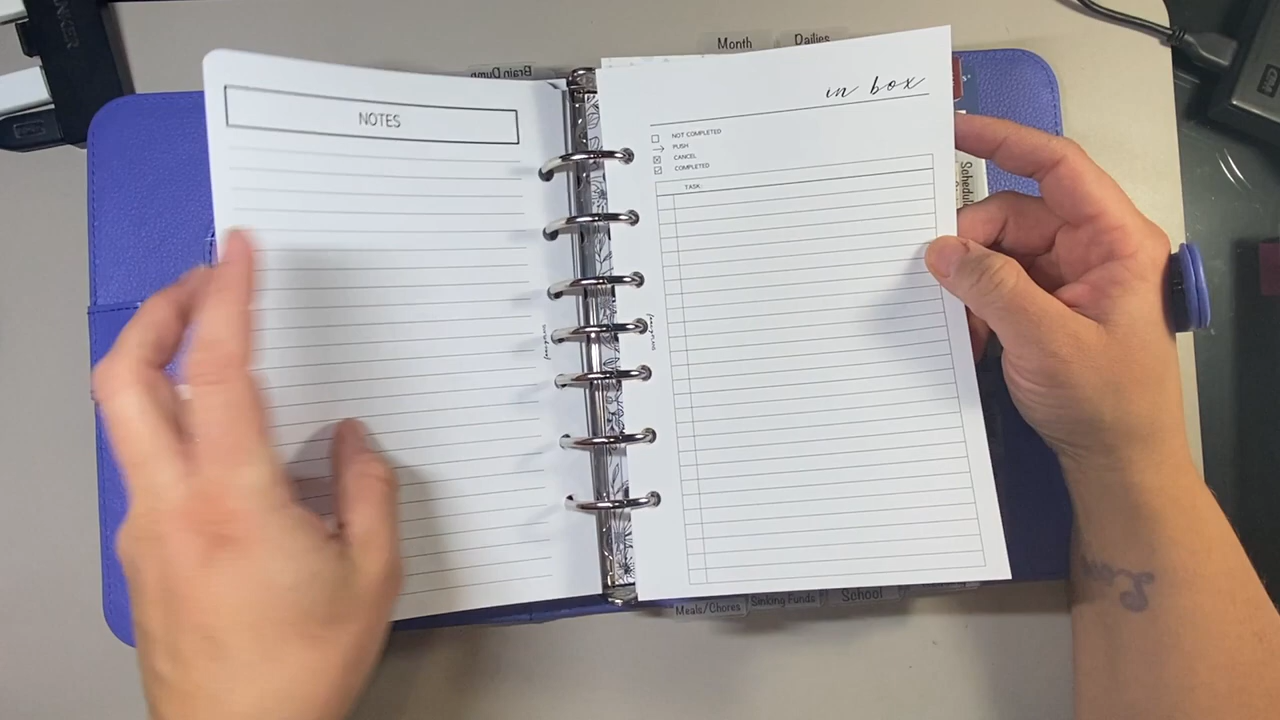 Month
Dailies
Brain Dump
NOTES
in box
NOT COMPLETED
PUSH
CANCEL
COMPLETED
TASK:
Meals/Chores
Sinking Funds
School